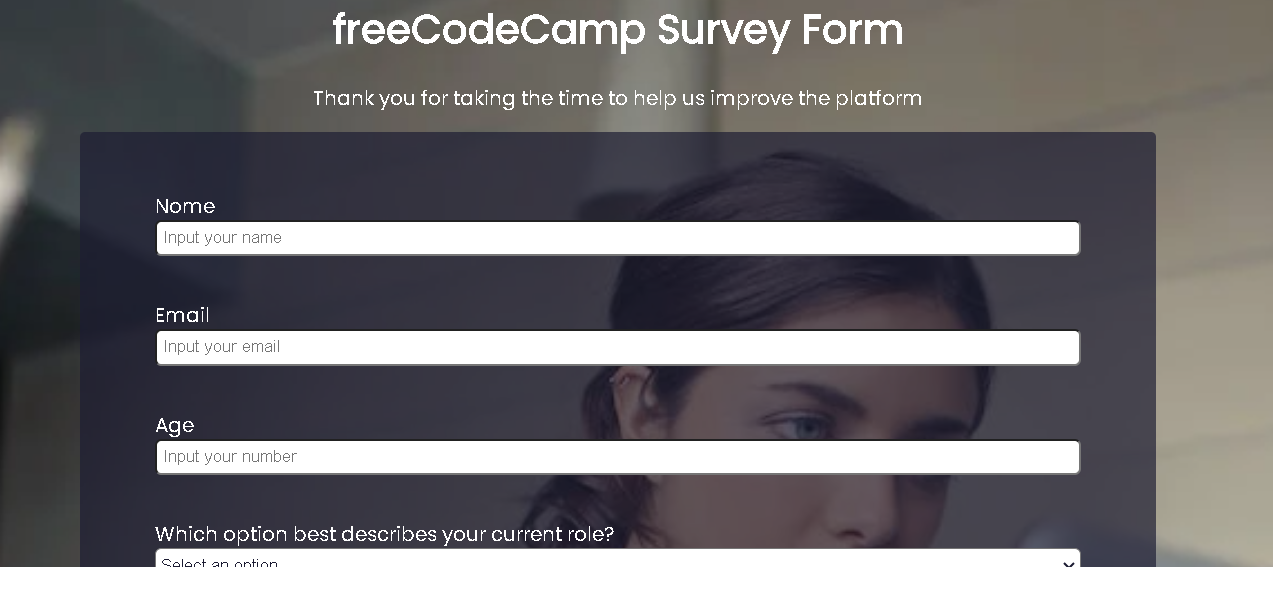 freeCodeCamp Survey Form
Thank you for taking the time to help us improve the platform
Nome
Input your name
Email
Input your email
Age
Input your number
Which option best describes your current role?
Select an option